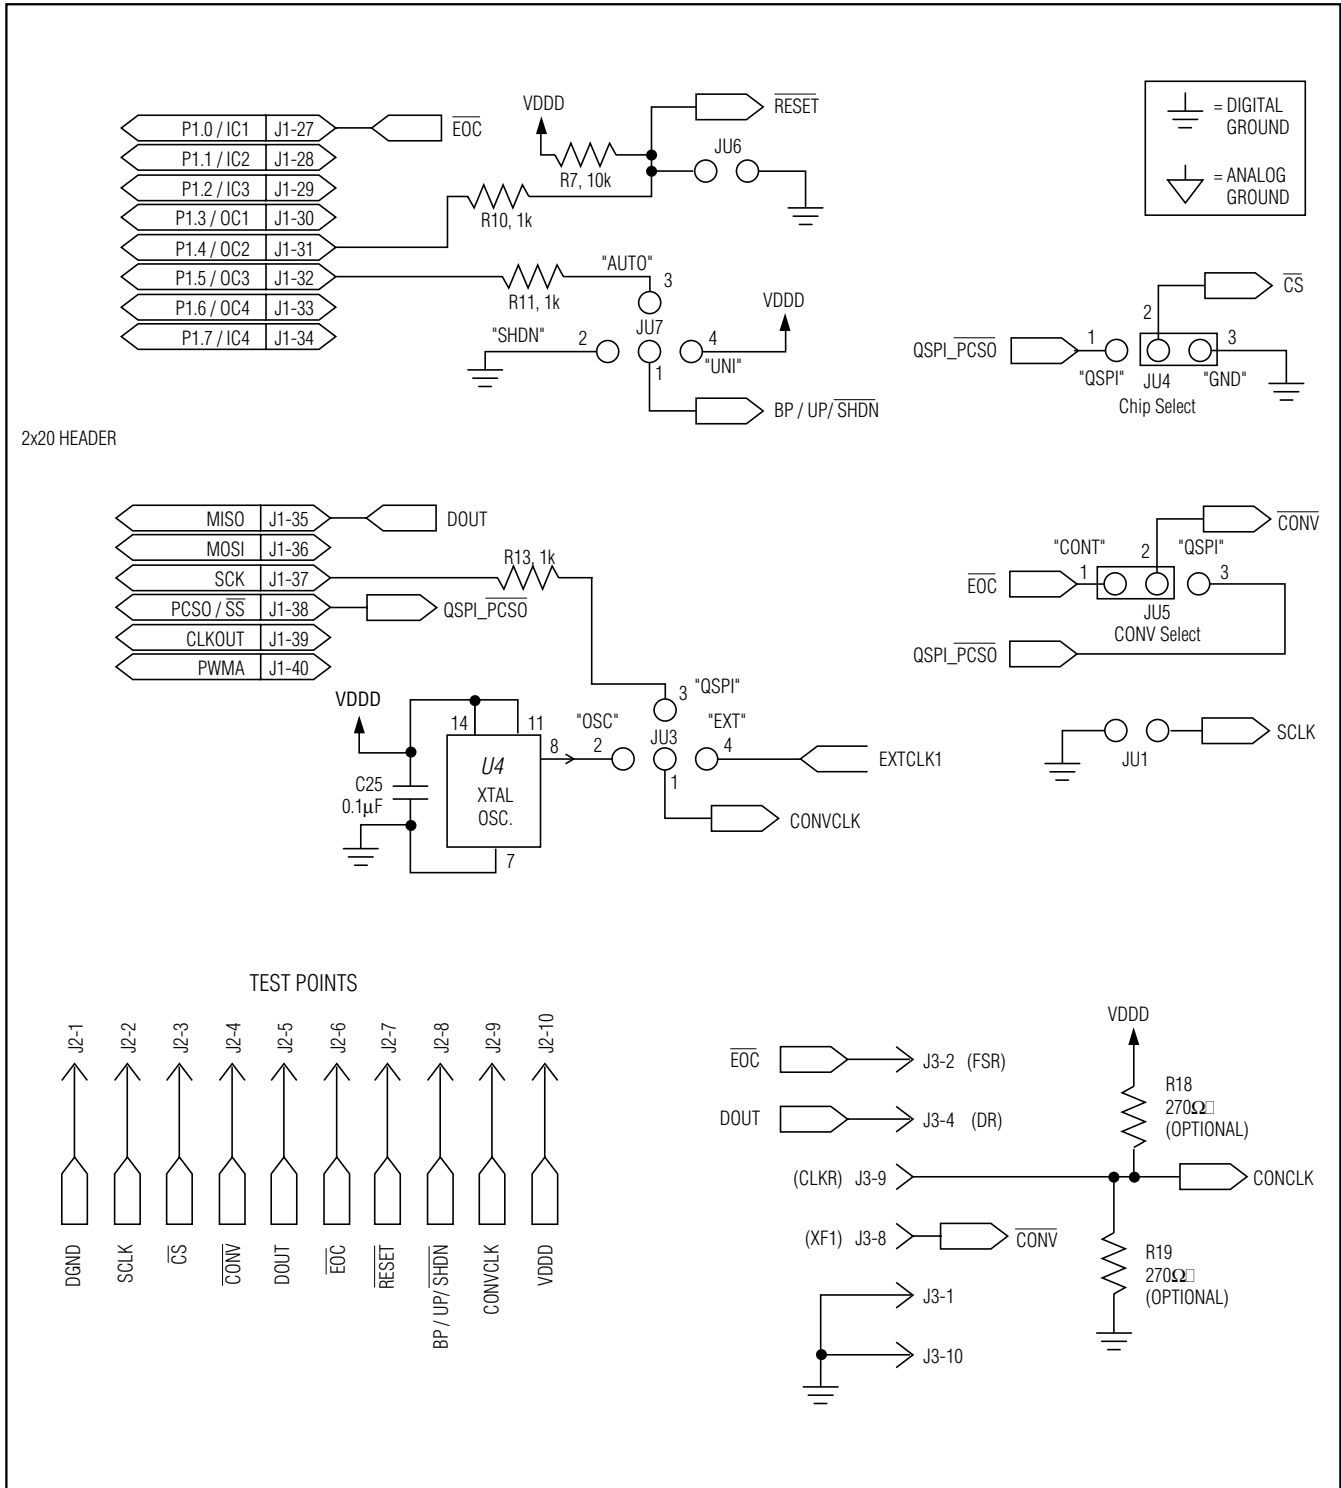 VDDD
RESET
= DIGITAL
GROUND
= ANALOG
GROUND
P1.0 / IC1 J1-27
EOC
P1.1 / IC2 J1-28
P1.2 / IC3 J1-29
P1.3 / OC1 J1-30
P1.4 / OC2 J1-31
P1.5 / OC3 J1-32
P1.6 / OC4 J1-33
P1.7 / IC4 J1-34
R7, 10k
JU6
R10, 1k
R11, 1k
"AUTO"
3
JU7
"SHDN"
2
4
"UNI"
1
VDDD
BP / UP/ SHDN
CS
2
QSPI_PCSO
1
3
"QSPI"
JU4
"GND"
Chip Select
2x20 HEADER
MISO J1-35
DOUT
MOSI J1-36
SCK J1-37
PCSO / SS J1-38
QSPI_PCSO
CLKOUT J1-39
PWMA J1-40
R13, 1k
CONV
"CONT"
2
"QSPI"
EOC
1
3
JU5
CONV Select
QSPI_PCSO
VDDD
14
11
8
U4
XTAL
OSC.
7
C25
0.1μF
"OSC"
2
3
"QSPI"
JU3
"EXT"
4
1
EXTCLK1
CONVCLK
JU1
SCLK
TEST POINTS
J2-1
J2-2
J2-3
J2-4
J2-5
J2-6
J2-7
J2-8
J2-9
J2-10
DGND
SCLK
CS
CONV
DOUT
EOC
RESET
BP / UP/ SHDN
CONVCLK
VDDD
VDDD
EOC
J3-2 (FSR)
R18
270Ω□
(OPTIONAL)
DOUT
J3-4 (DR)
(CLKR) J3-9
CONCLK
(XF1) J3-8
CONV
R19
270Ω□
(OPTIONAL)
J3-1
J3-10